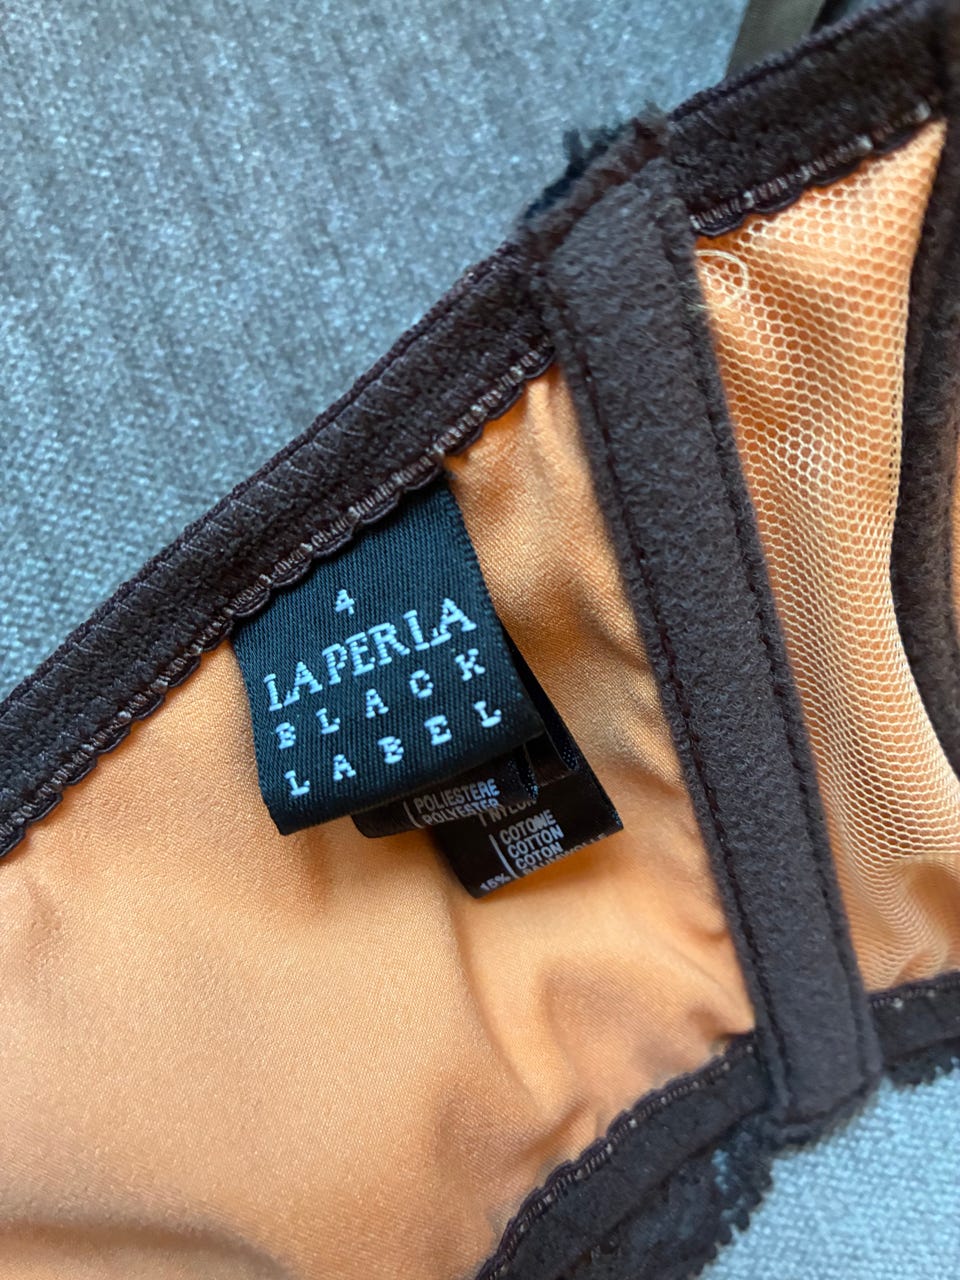 4
LA PERLA
BLACK
LABEL
POLIESTERE
POLYESTER
NYLON
COTONE
COTTON
COTON
15%